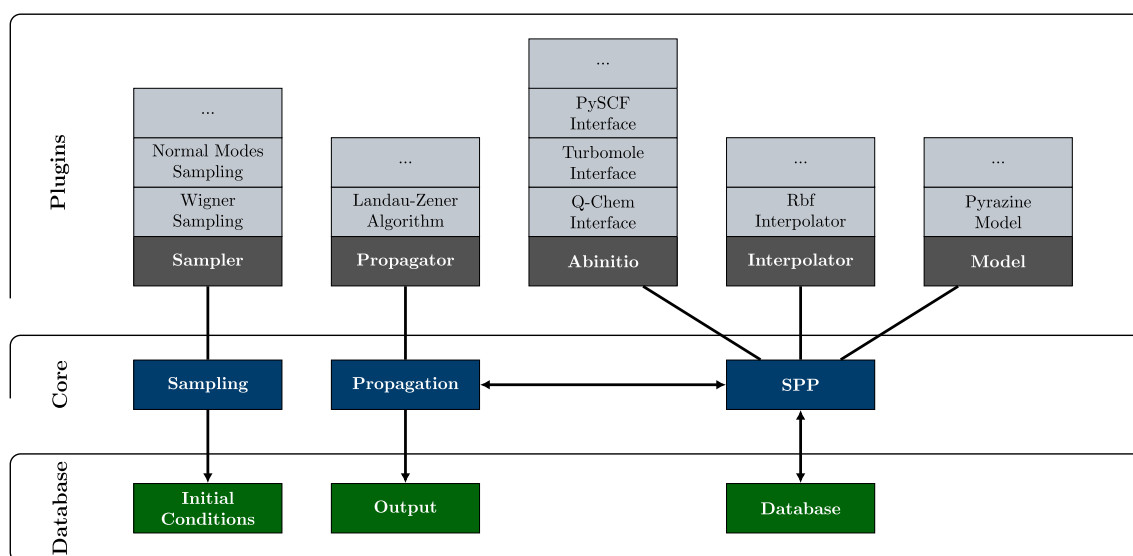 Plugins
...
Normal Modes
Sampling
Wigner
Sampling
Sampler
...
Landau-Zener
Algorithm
Propagator
...
PySCF
Interface
Turbomole
Interface
Q-Chem
Interface
Abinitio
...
Rbf
Interpolator
Interpolator
...
Pyrazine
Model
Model
Core
Sampling
Propagation
SPP
Database
Initial
Conditions
Output
Database